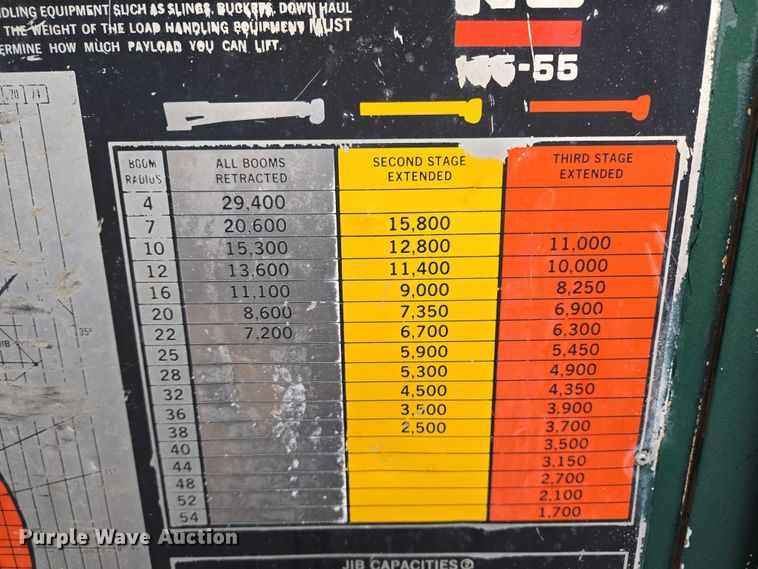 NDLING EQUIPMENT SUCH AS SLINGS, BUCKETS, DOWN HAUL
THE WEIGHT OF THE LOAD HANDLING EQUIPMENT MUST
ERMINE HOW MUCH PAYLOAD YOU CAN LIFT.
-55
70 71
35°
BOOM RADIUS ALL BOOMS RETRACTED SECOND STAGE EXTENDED THIRD STAGE EXTENDED
4 29,400
7 20,600 15,800
10 15,300 12,800 11,000
12 13,600 11,400 10,000
16 11,100 9,000 8,250
20 8,600 7,350 6,900
22 7,200 6,700 6,300
25 5,900 5,450
28 5,300 4,900
32 4,500 4,350
36 3,500 3,900
38 2,500 3,700
40 3,500
44 3,150
48 2,700
52 2,100
54 1,700
JIB CAPACITIES
Purple Wave Auction